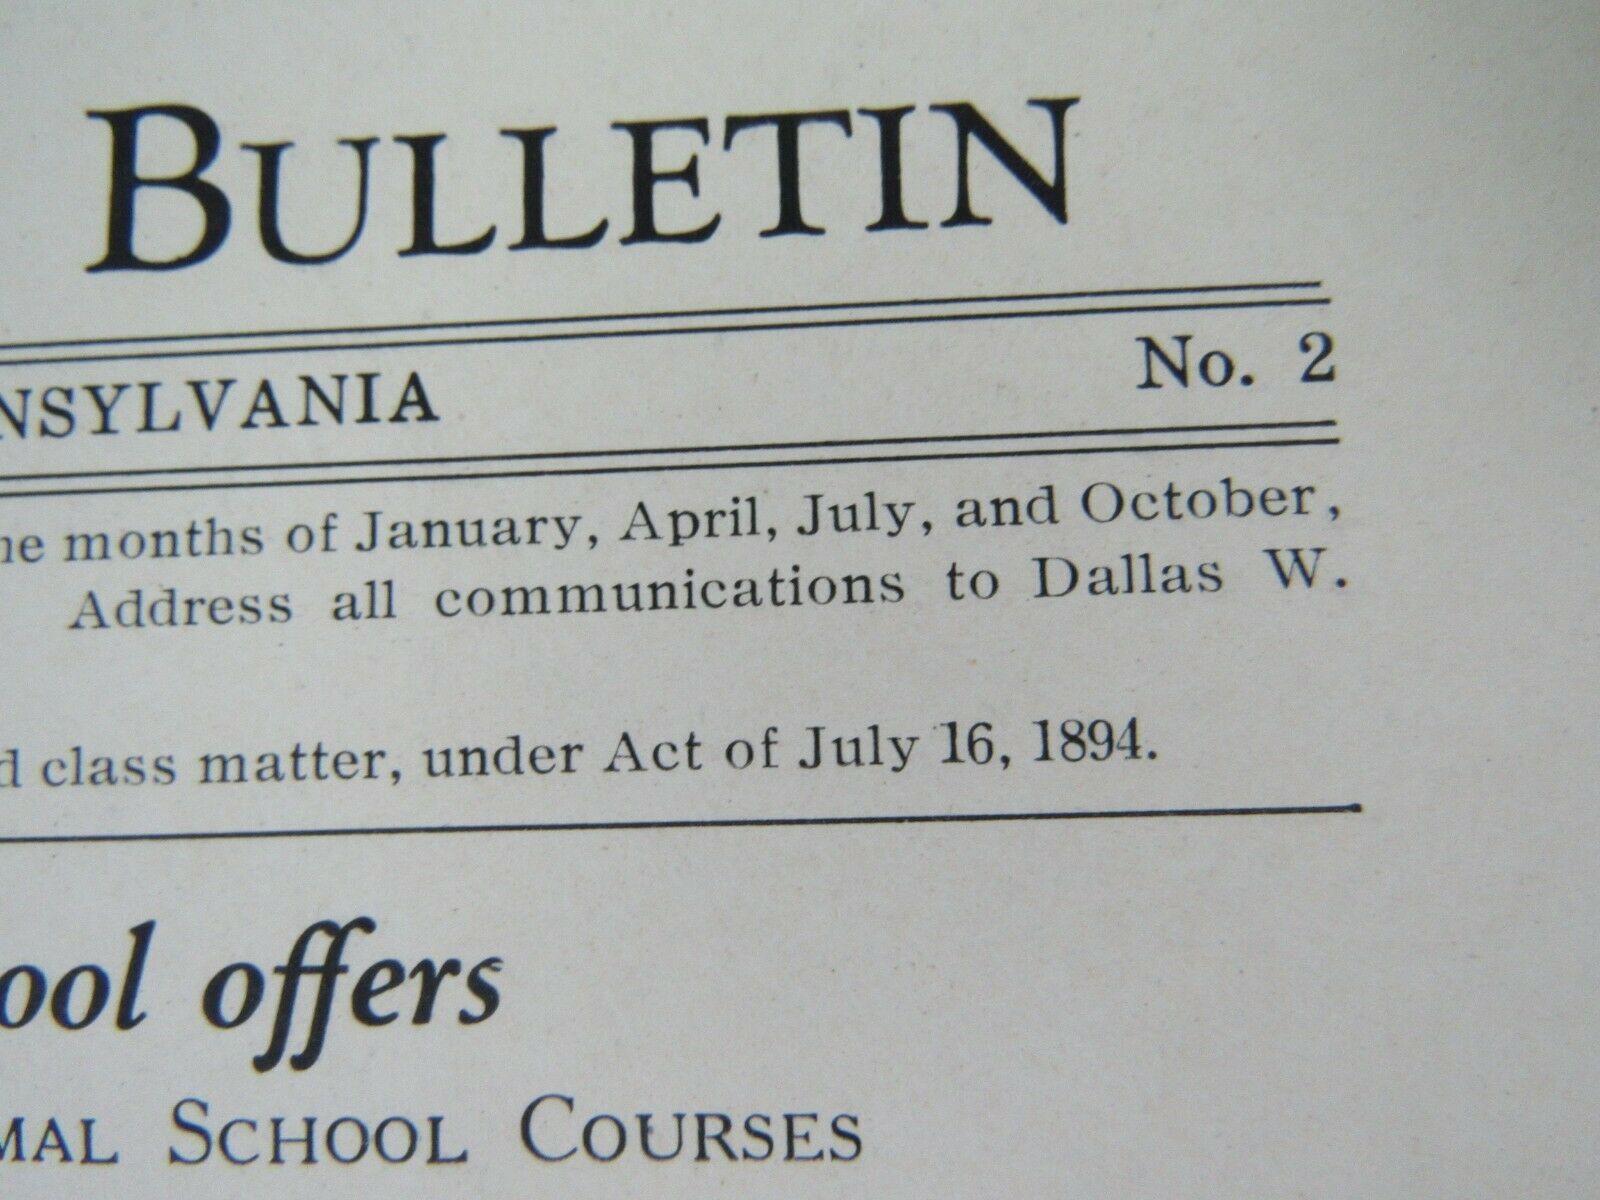 BULLETIN
NSYLVANIA No. 2
he months of January, April, July, and October,
Address all communications to Dallas W.
d class matter, under Act of July 16, 1894.
ool offers
MAL SCHOOL COURSES